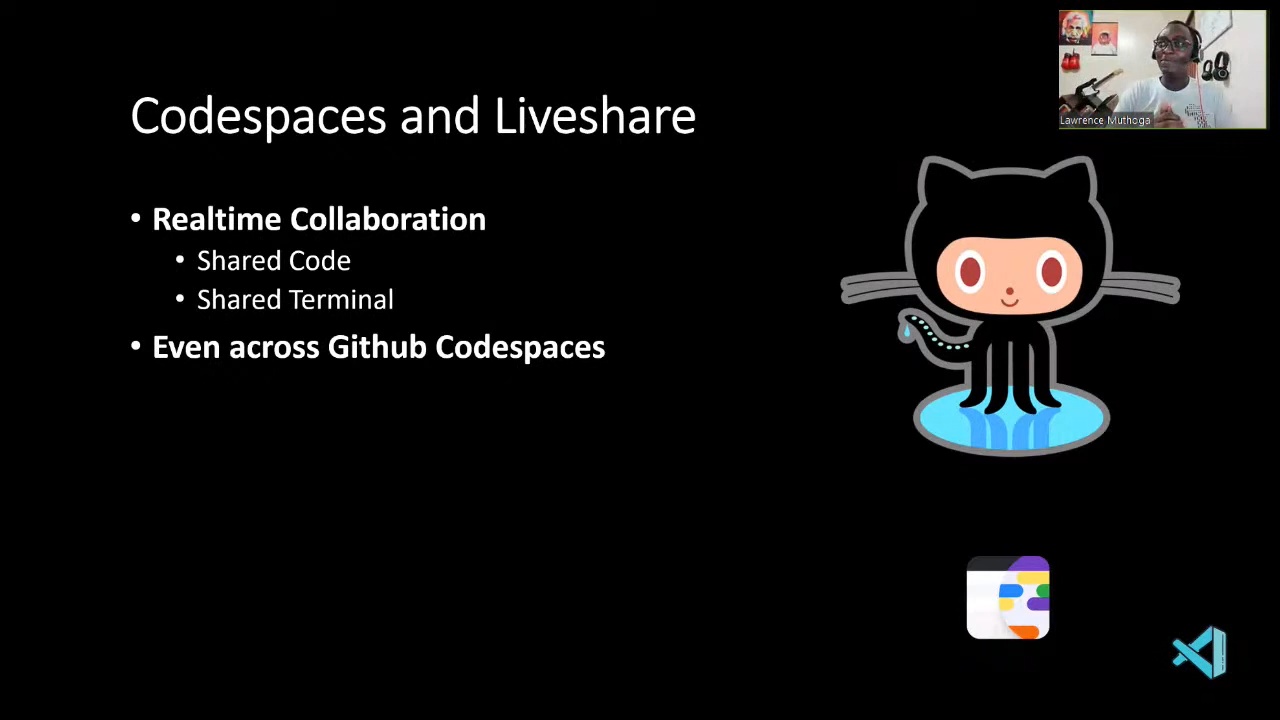 Codespaces and Liveshare
• Realtime Collaboration
• Shared Code
• Shared Terminal
• Even across Github Codespaces
Lawrence Muthoga